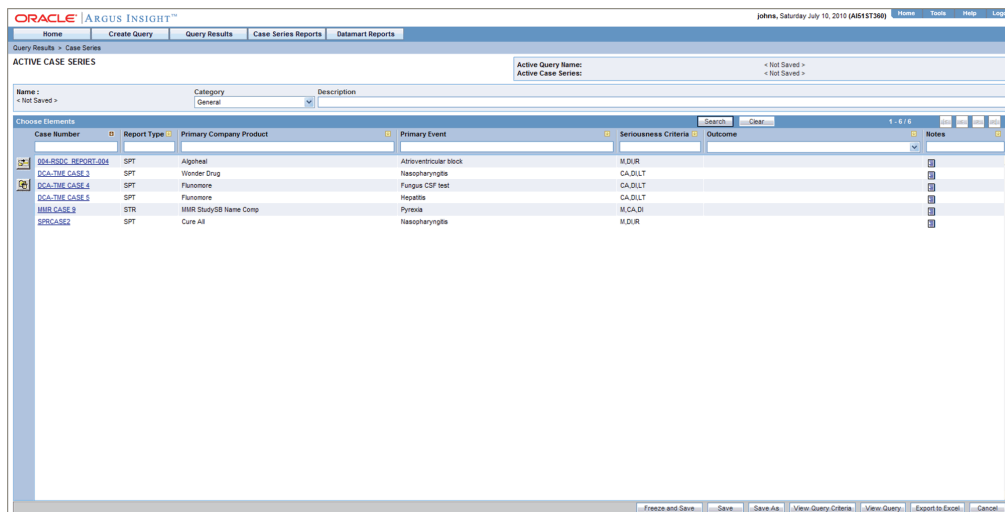 ORACLE | ARGUS INSIGHT™
johns, Saturday July 10, 2010 (AI51ST360) Home Tools Help Log
Home Create Query Query Results Case Series Reports Datamart Reports
Query Results » Case Series
ACTIVE CASE SERIES
Active Query Name: < Not Saved >
Active Case Series: < Not Saved >
Name : Category Description
< Not Saved > General
Choose Elements Search Clear 1 - 6 / 6
Case Number Report Type Primary Company Product Primary Event Seriousness Criteria Outcome Notes
004-RSDC_REPORT-004 SPT Algoheal Atrioventricular block M,DI,IR
DCA-TME CASE 3 SPT Wonder Drug Nasopharyngitis CA,DI,LT
DCA-TME CASE 4 SPT Flunomore Fungus CSF test CA,DI,LT
DCA-TME CASE 5 SPT Flunomore Hepatitis CA,DI,LT
MMR CASE 9 STR MMR StudySB Name Comp Pyrexia M,CA,DI
SPRCASE2 SPT Cure All Nasopharyngitis M,DI,IR
Freeze and Save Save Save As View Query Criteria View Query Export to Excel Cancel